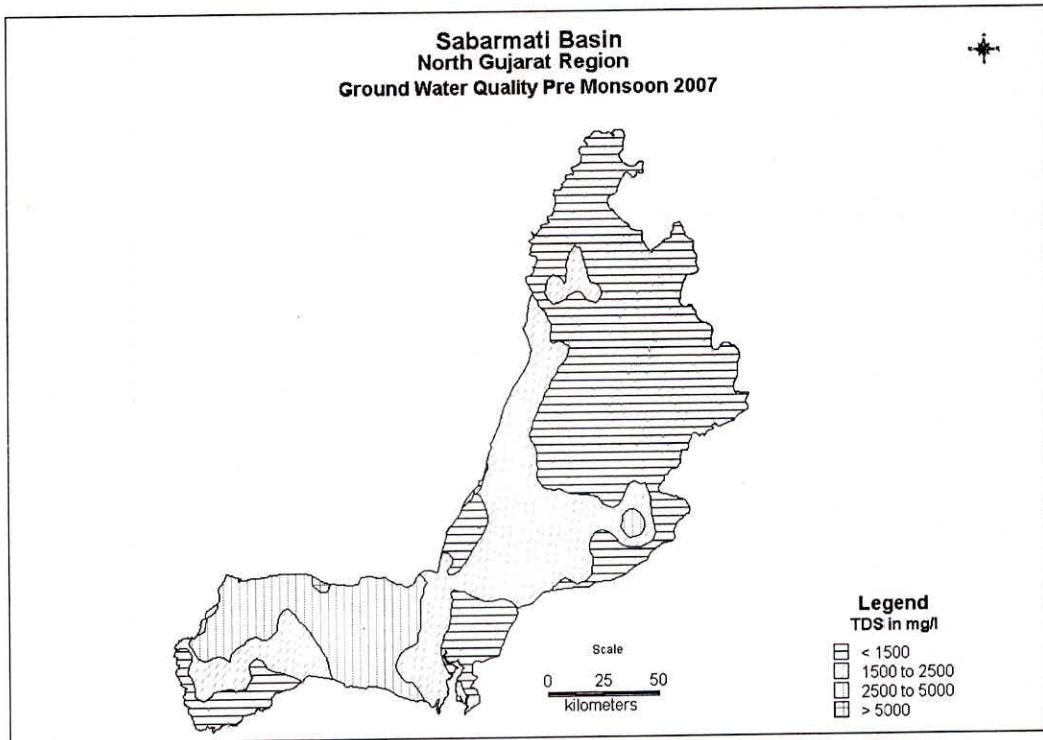 Sabarmati Basin
North Gujarat Region
Ground Water Quality Pre Monsoon 2007
Legend
TDS in mg/l
< 1500
1500 to 2500
2500 to 5000
> 5000
Scale
0 25 50
kilometers